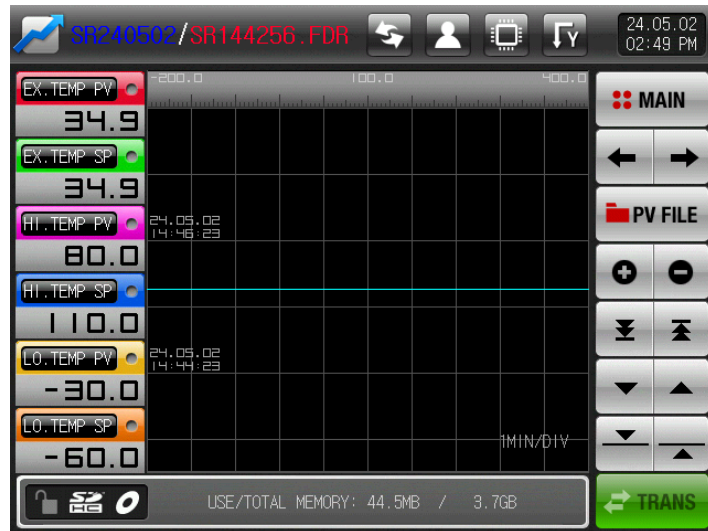 SR240502/SR144256.FDR
Y
24.05.02
02:49 PM
EX.TEMP PV
34.9
EX.TEMP SP
34.9
HI.TEMP PV
80.0
HI.TEMP SP
110.0
LO.TEMP PV
-30.0
LO.TEMP SP
-60.0
-200.0 100.0 400.0
24.05.02
14:46:23
24.05.02
14:44:23
1MIN/DIV
MAIN
PV FILE
TRANS
SD
HC
USE/TOTAL MEMORY: 44.5MB / 3.7GB